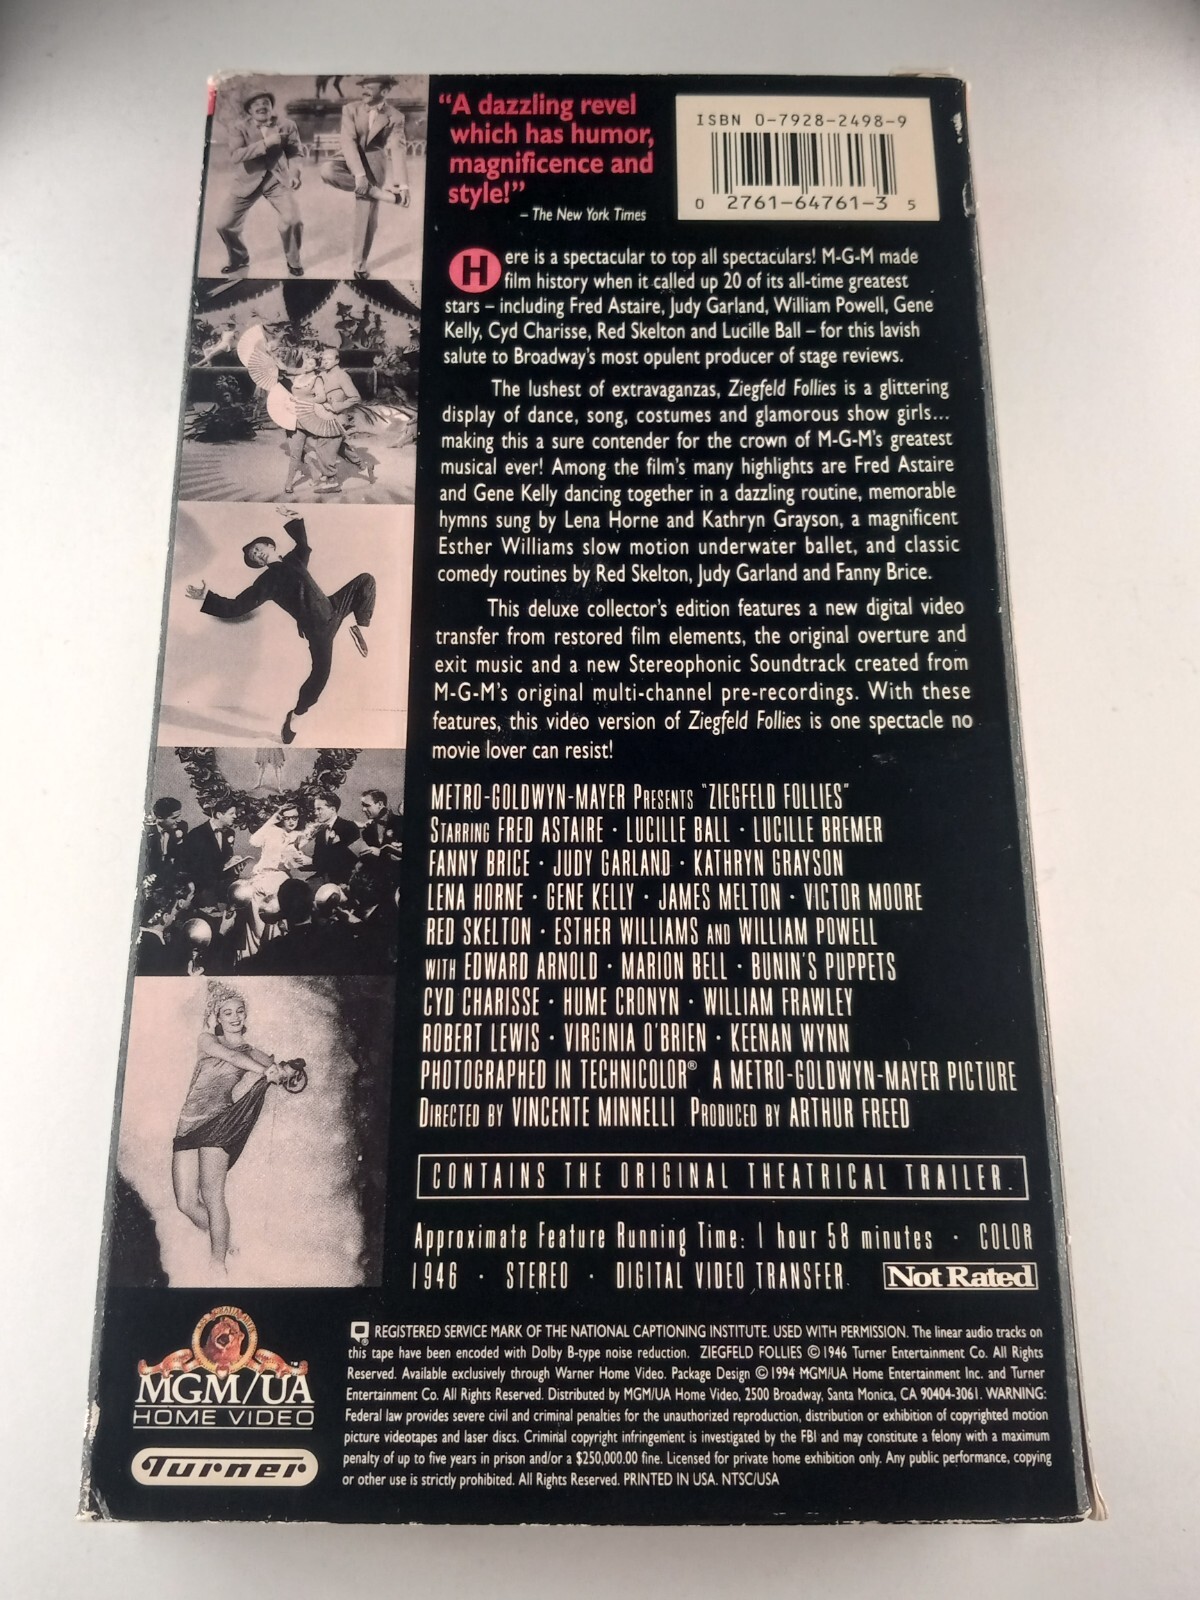 “A dazzling revel
which has humor,
magnificence and
style!”
– The New York Times
ISBN 0-7928-2498-9
0 2761-64761-3 5
Here is a spectacular to top all spectaculars! M-G-M made
film history when it called up 20 of its all-time greatest
stars – including Fred Astaire, Judy Garland, William Powell, Gene
Kelly, Cyd Charisse, Red Skelton and Lucille Ball – for this lavish
salute to Broadway's most opulent producer of stage reviews.
The lushest of extravaganzas, Ziegfeld Follies is a glittering
display of dance, song, costumes and glamorous show girls...
making this a sure contender for the crown of M-G-M's greatest
musical ever! Among the film's many highlights are Fred Astaire
and Gene Kelly dancing together in a dazzling routine, memorable
hymns sung by Lena Horne and Kathryn Grayson, a magnificent
Esther Williams slow motion underwater ballet, and classic
comedy routines by Red Skelton, Judy Garland and Fanny Brice.
This deluxe collector's edition features a new digital video
transfer from restored film elements, the original overture and
exit music and a new Stereophonic Soundtrack created from
M-G-M's original multi-channel pre-recordings. With these
features, this video version of Ziegfeld Follies is one spectacle no
movie lover can resist!
METRO-GOLDWYN-MAYER PRESENTS "ZIEGFELD FOLLIES"
STARRING FRED ASTAIRE · LUCILLE BALL · LUCILLE BREMER
FANNY BRICE · JUDY GARLAND · KATHRYN GRAYSON
LENA HORNE · GENE KELLY · JAMES MELTON · VICTOR MOORE
RED SKELTON · ESTHER WILLIAMS AND WILLIAM POWELL
WITH EDWARD ARNOLD · MARION BELL · BUNIN'S PUPPETS
CYD CHARISSE · HUME CRONYN · WILLIAM FRAWLEY
ROBERT LEWIS · VIRGINIA O'BRIEN · KEENAN WYNN
PHOTOGRAPHED IN TECHNICOLOR® A METRO-GOLDWYN-MAYER PICTURE
DIRECTED BY VINCENTE MINNELLI PRODUCED BY ARTHUR FREED
CONTAINS THE ORIGINAL THEATRICAL TRAILER.
Approximate Feature Running Time: 1 hour 58 minutes · COLOR
1946 · STEREO · DIGITAL VIDEO TRANSFER Not Rated
MGM/UA
HOME VIDEO
Turner
REGISTERED SERVICE MARK OF THE NATIONAL CAPTIONING INSTITUTE. USED WITH PERMISSION. The linear audio tracks on
this tape have been encoded with Dolby B-type noise reduction. ZIEGFELD FOLLIES © 1946 Turner Entertainment Co. All Rights
Reserved. Available exclusively through Warner Home Video. Package Design © 1994 MGM/UA Home Entertainment Inc. and Turner
Entertainment Co. All Rights Reserved. Distributed by MGM/UA Home Video, 2500 Broadway, Santa Monica, CA 90404-3061. WARNING:
Federal law provides severe civil and criminal penalties for the unauthorized reproduction, distribution or exhibition of copyrighted motion
picture videotapes and laser discs. Criminal copyright infringement is investigated by the FBI and may constitute a felony with a maximum
penalty of up to five years in prison and/or a $250,000.00 fine. Licensed for private home exhibition only. Any public performance, copying
or other use is strictly prohibited. All Rights Reserved. PRINTED IN USA. NTSC/USA